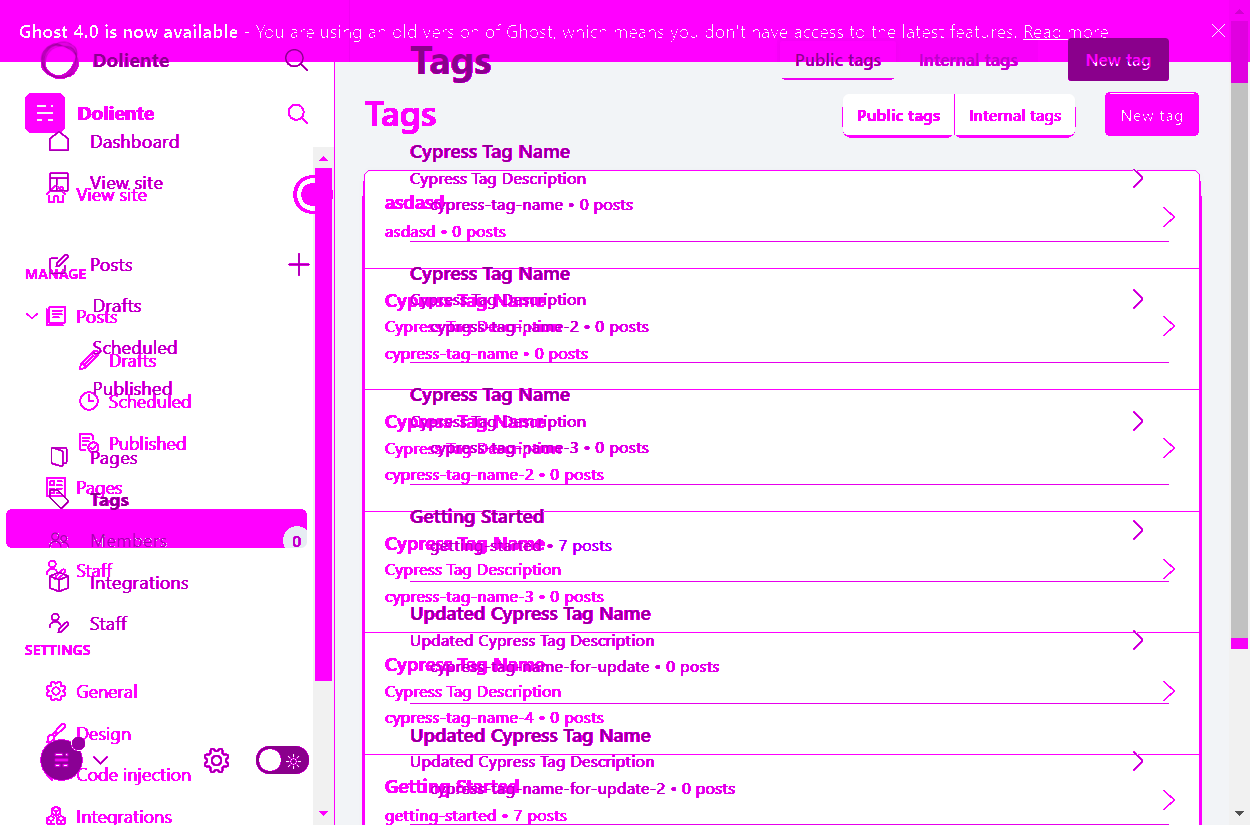 Ghost 4.0 is now available - You are using an old version of Ghost, which means you don't have access to the latest features. Read more
Doliente
Tags
Public tags
Internal tags
New tag
Doliente
Tags
Public tags
Internal tags
New tag
Dashboard
View site
View site
Posts
MANAGE
Drafts
Posts
Scheduled
Drafts
Published
Scheduled
Published
Pages
Pages
Tags
Members
0
Staff
Integrations
Staff
SETTINGS
General
Design
Code injection
Integrations
Cypress Tag Name
Cypress Tag Description
asdasd
cypress-tag-name • 0 posts
asdasd • 0 posts
Cypress Tag Name
Cypress Tag Description
Cypress Tag Name
Cypress Tag Description
cypress-tag-name-2 • 0 posts
cypress-tag-name • 0 posts
Cypress Tag Name
Cypress Tag Description
Cypress Tag Name
Cypress Tag Description
cypress-tag-name-3 • 0 posts
cypress-tag-name-2 • 0 posts
Getting Started
Cypress Tag Name
getting-started • 7 posts
Cypress Tag Description
cypress-tag-name-3 • 0 posts
Updated Cypress Tag Name
Updated Cypress Tag Description
Cypress Tag Name
cypress-tag-name-for-update • 0 posts
Cypress Tag Description
cypress-tag-name-4 • 0 posts
Updated Cypress Tag Name
Updated Cypress Tag Description
Getting Started
cypress-tag-name-for-update-2 • 0 posts
getting-started • 7 posts